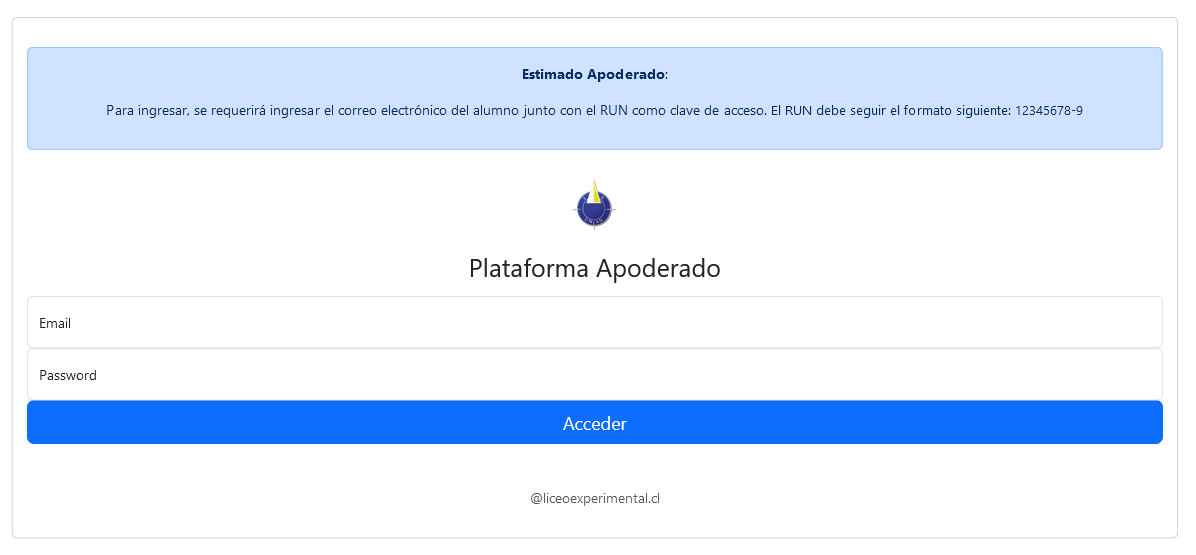 Estimado Apoderado:
Para ingresar, se requerirá ingresar el correo electrónico del alumno junto con el RUN como clave de acceso. El RUN debe seguir el formato siguiente: 12345678-9
Plataforma Apoderado
Email
Password
Acceder
@liceoexperimental.cl